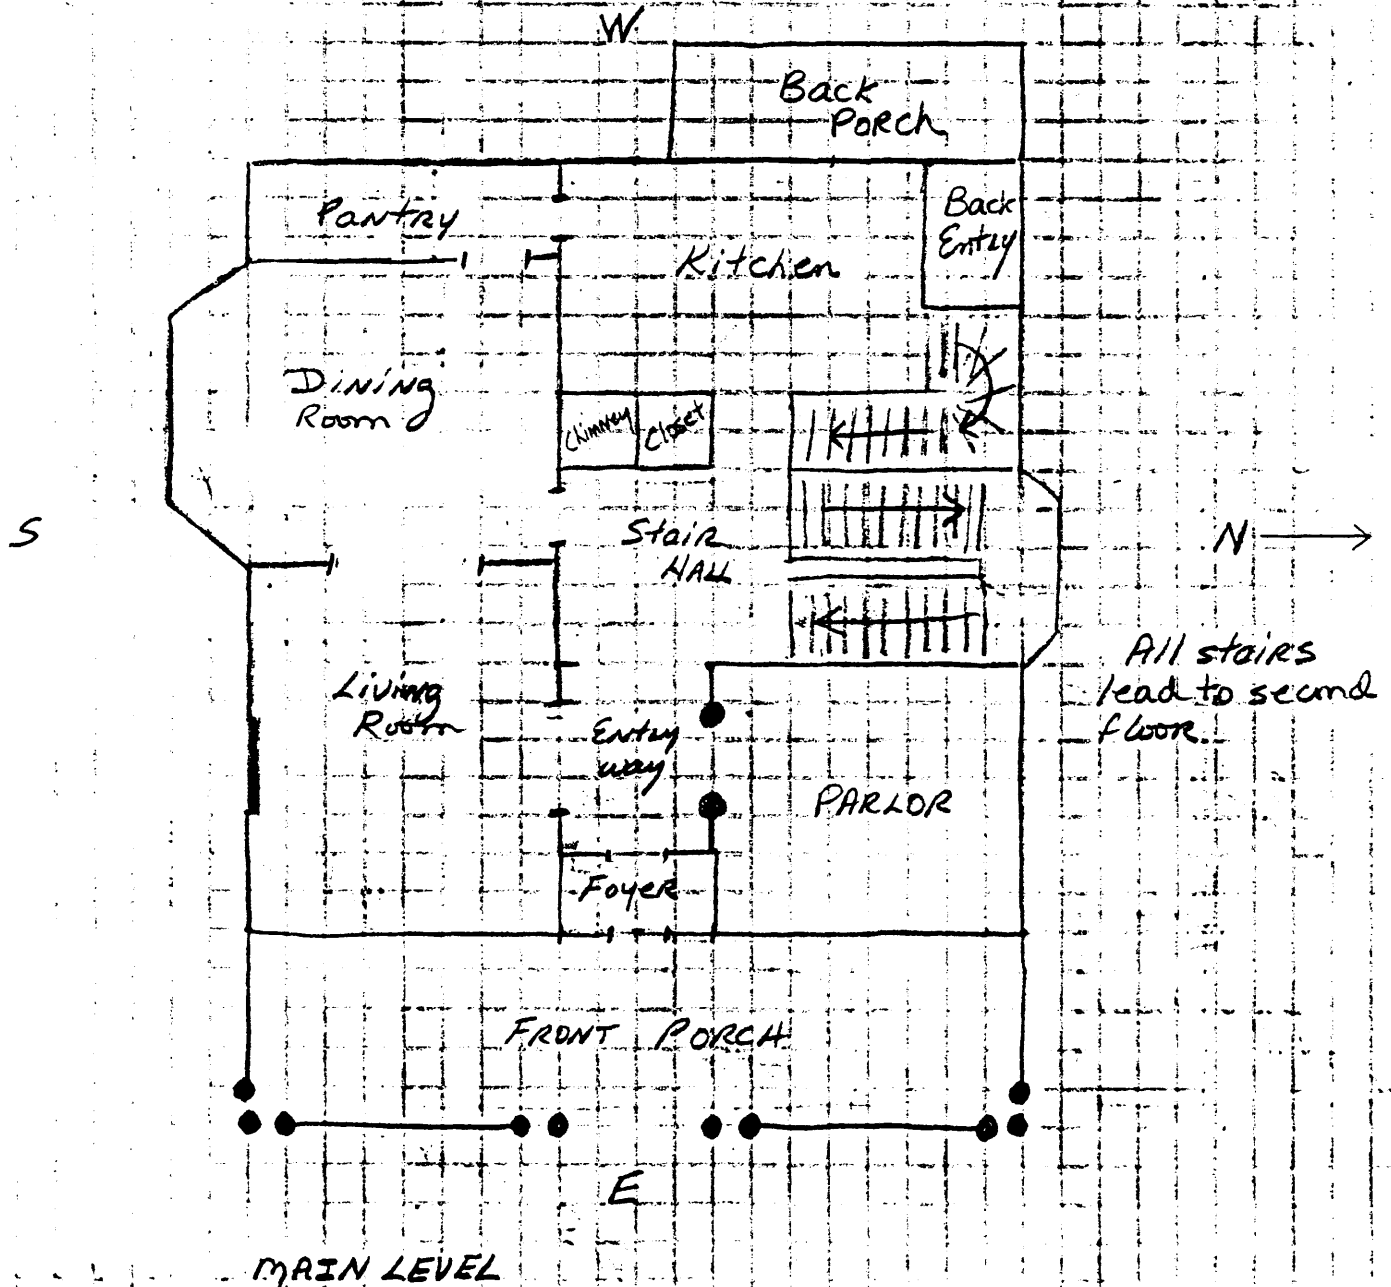 W
Back
Porch
Back
Entry
Pantry
Kitchen
Dining
Room
Chimney
Closet
S
Stair
Hall
N
All stairs
lead to second
floor.
Living
Room
Entry
way
PARLOR
Foyer
FRONT PORCH
E
MAIN LEVEL